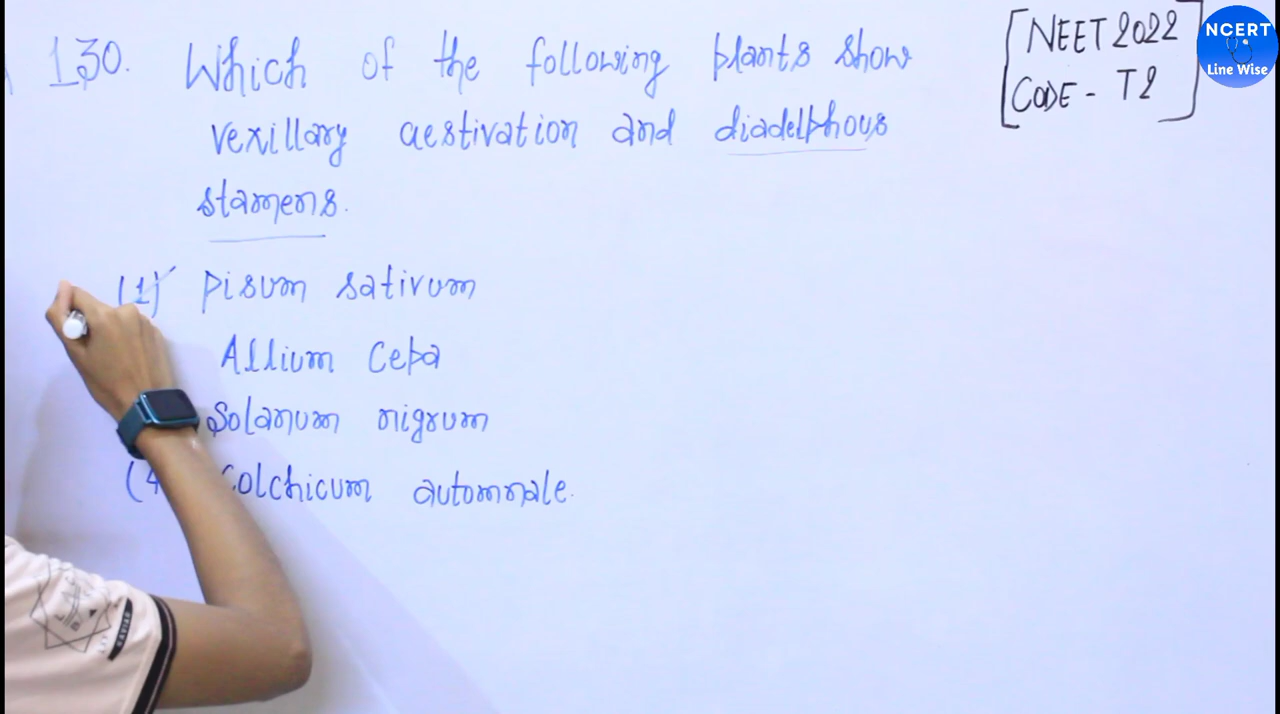 130. Which of the following plants show
vexillary aestivation and diadelphous
stamens.
(1) Pisum sativum
Allium Cepa
Solanum nigrum
(4 Colchicum autumnale.
[NEET 2022
CODE - T2]
NCERT
Line Wise